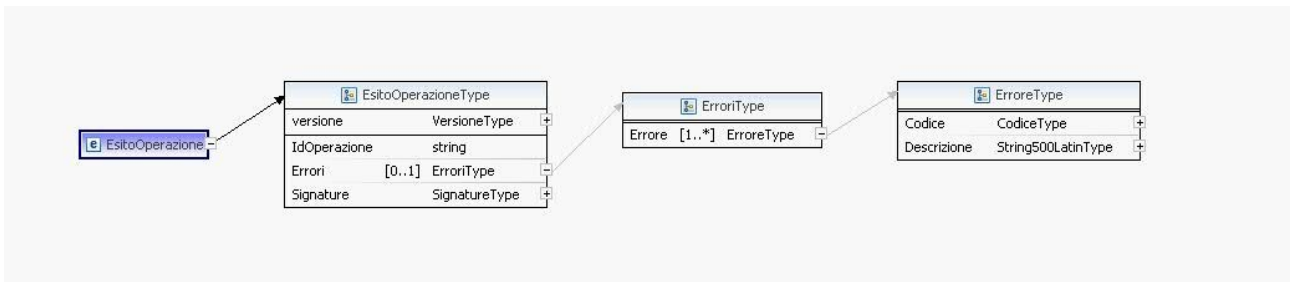 EsitoOperazione
EsitoOperazioneType
versione VersioneType
IdOperazione string
Errori [0..1] ErroriType
Signature SignatureType
ErroriType
Errore [1..*] ErroreType
ErroreType
Codice CodiceType
Descrizione String500LatinType